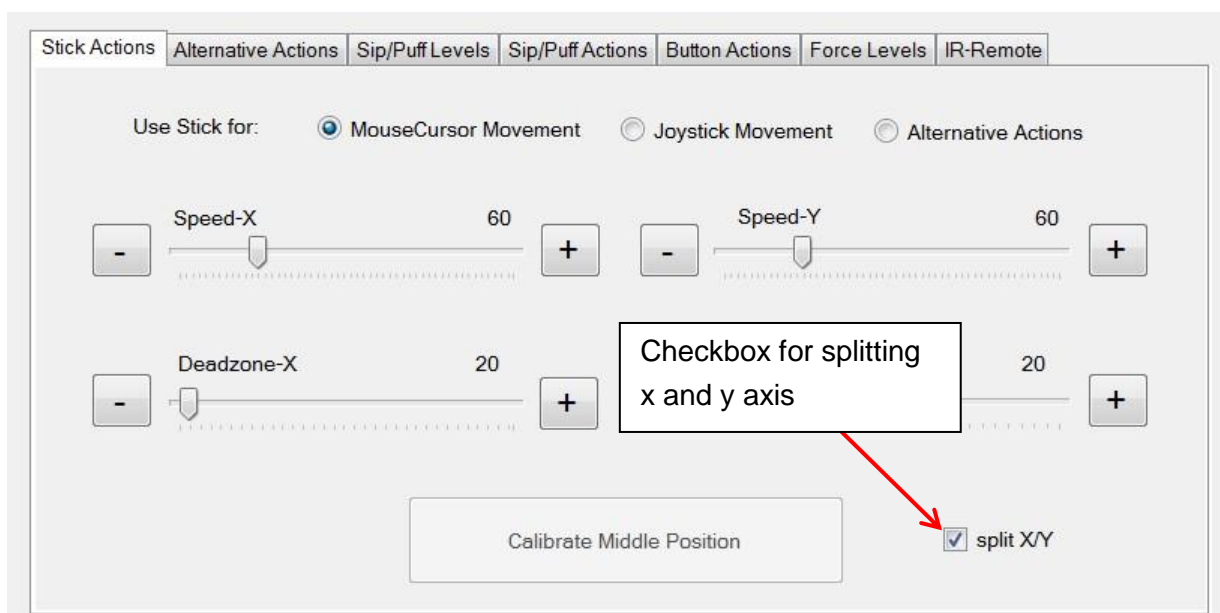 Stick Actions Alternative Actions Sip/Puff Levels Sip/Puff Actions Button Actions Force Levels IR-Remote
Use Stick for: MouseCursor Movement Joystick Movement Alternative Actions
Speed-X 60 Speed-Y 60
- + - +
Deadzone-X 20 20
- + +
Checkbox for splitting
x and y axis
Calibrate Middle Position split X/Y